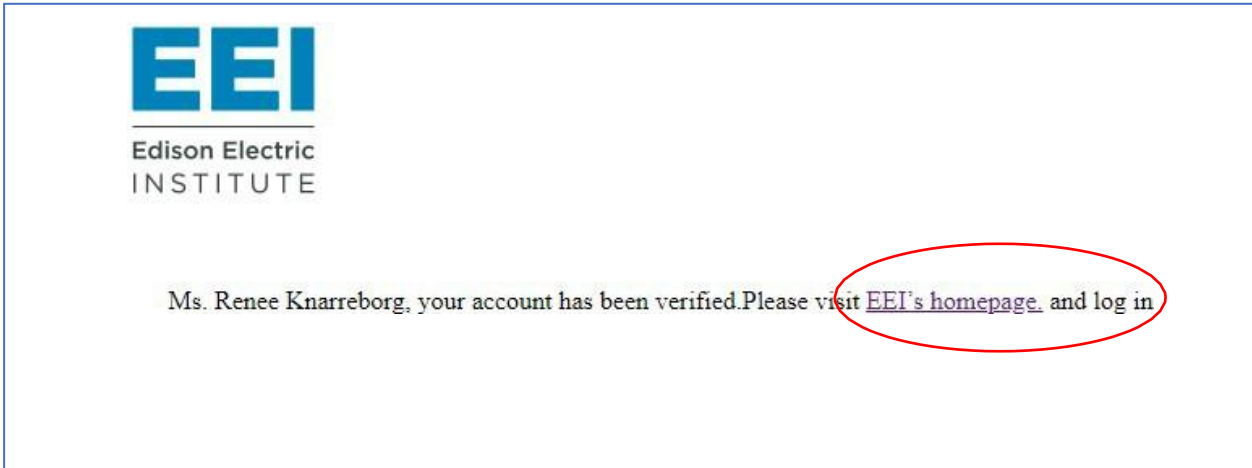 EEI
Edison Electric
INSTITUTE
Ms. Renee Knarreborg, your account has been verified.Please visit EEI's homepage. and log in